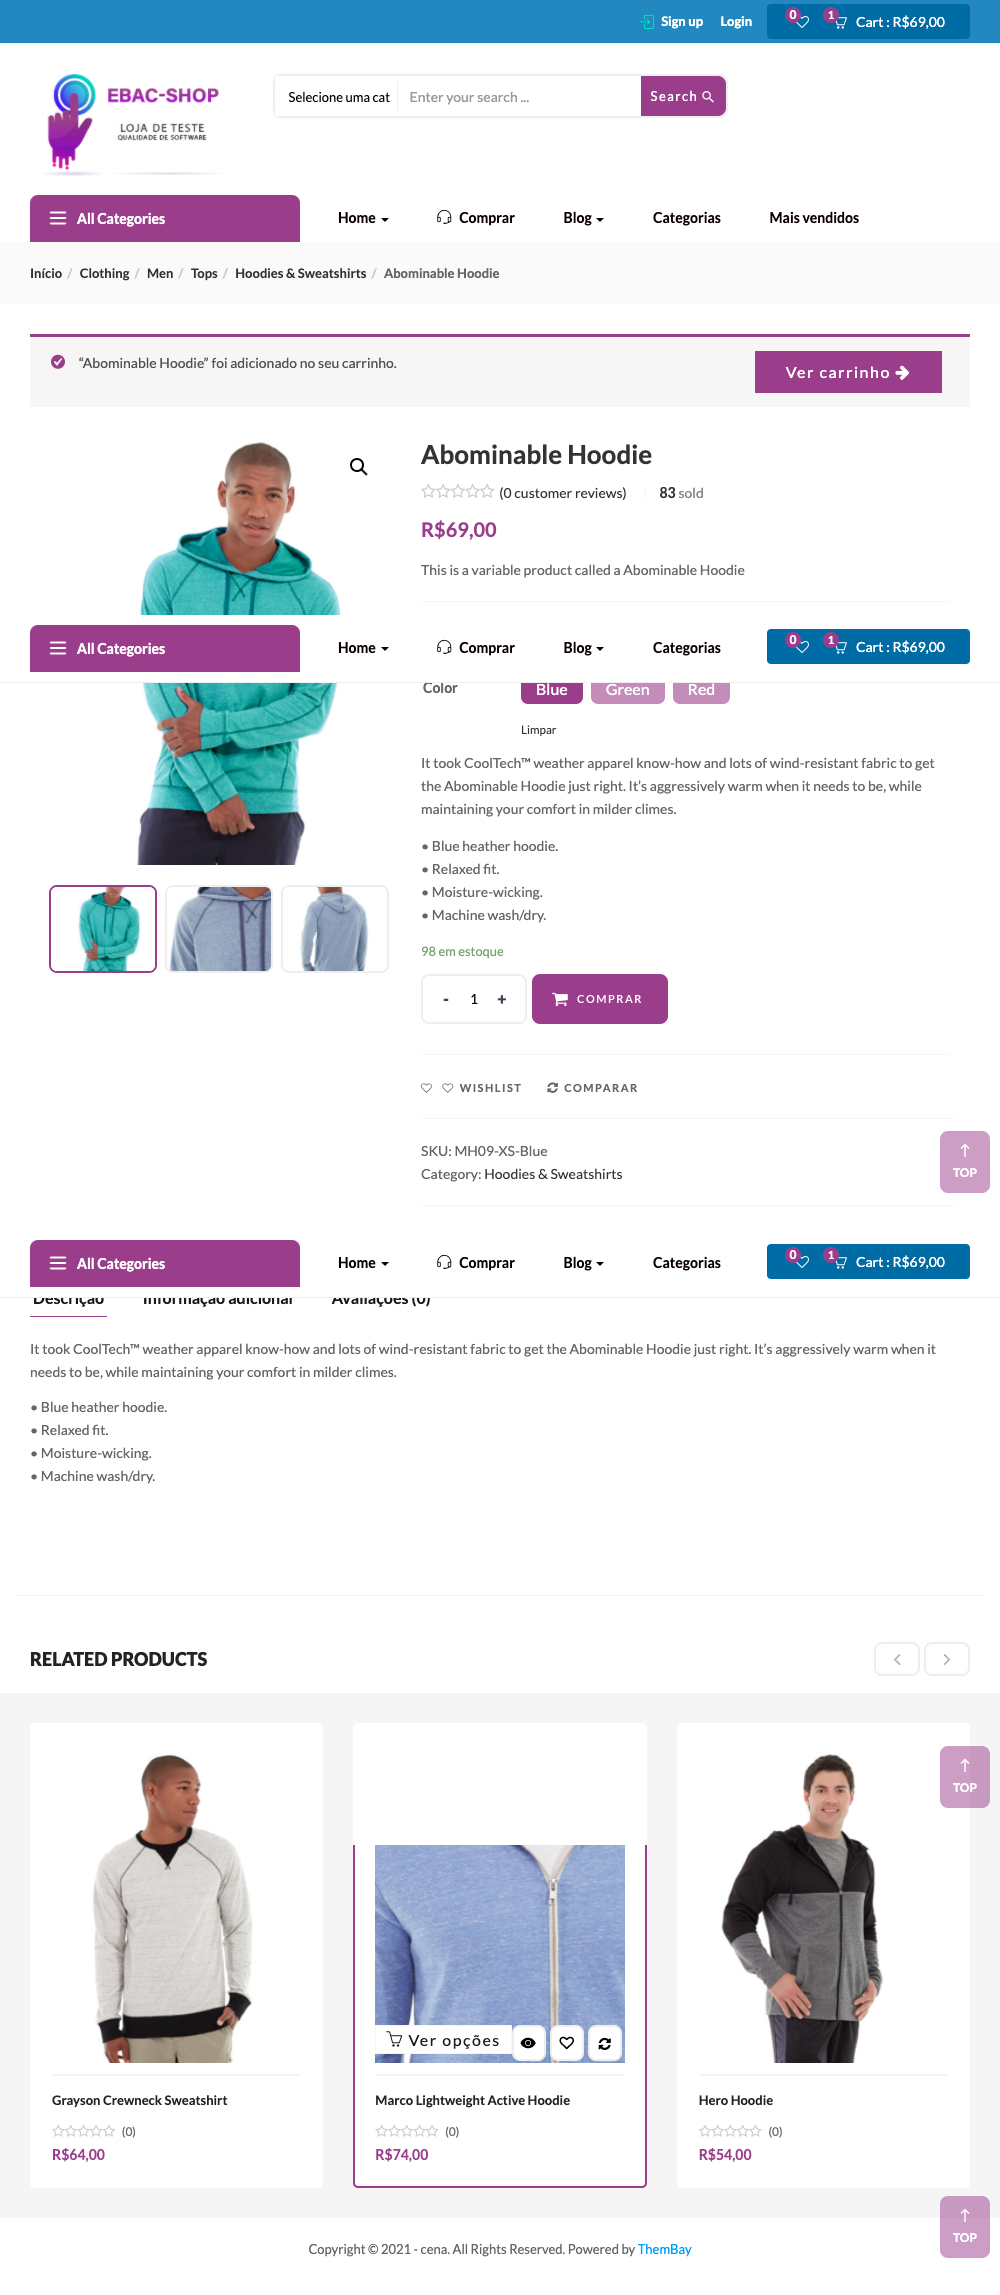 Sign up Login 0 1 Cart : R$69,00
EBAC-SHOP
LOJA DE TESTE
QUALIDADE DE SOFTWARE
Selecione uma cat Enter your search ... Search
All Categories Home Comprar Blog Categorias Mais vendidos
Início / Clothing / Men / Tops / Hoodies & Sweatshirts / Abominable Hoodie
“Abominable Hoodie” foi adicionado no seu carrinho. Ver carrinho
Abominable Hoodie
(0 customer reviews) 83 sold
R$69,00
This is a variable product called a Abominable Hoodie
All Categories Home Comprar Blog Categorias 0 1 Cart : R$69,00
Color Blue Green Red
Limpar
It took CoolTech™ weather apparel know-how and lots of wind-resistant fabric to get
the Abominable Hoodie just right. It’s aggressively warm when it needs to be, while
maintaining your comfort in milder climes.
• Blue heather hoodie.
• Relaxed fit.
• Moisture-wicking.
• Machine wash/dry.
98 em estoque
- 1 + COMPRAR
WISHLIST COMPARAR
SKU: MH09-XS-Blue
Category: Hoodies & Sweatshirts
TOP
All Categories Home Comprar Blog Categorias 0 1 Cart : R$69,00
Descrição Informação adicional Avaliações (0)
It took CoolTech™ weather apparel know-how and lots of wind-resistant fabric to get the Abominable Hoodie just right. It’s aggressively warm when it
needs to be, while maintaining your comfort in milder climes.
• Blue heather hoodie.
• Relaxed fit.
• Moisture-wicking.
• Machine wash/dry.
RELATED PRODUCTS
TOP
Ver opções
Grayson Crewneck Sweatshirt
(0)
R$64,00
Marco Lightweight Active Hoodie
(0)
R$74,00
Hero Hoodie
(0)
R$54,00
TOP
Copyright © 2021 - cena. All Rights Reserved. Powered by ThemBay